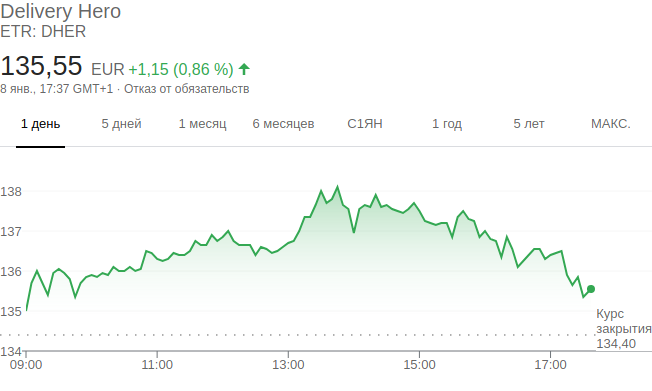 Delivery Hero
ETR: DHER
135,55 EUR +1,15 (0,86 %)
8 янв., 17:37 GMT+1 · Отказ от обязательств
1 день 5 дней 1 месяц 6 месяцев С1ЯН 1 год 5 лет МАКС.
138
137
136
135
Курс
закрытия
134,40
134
09:00 11:00 13:00 15:00 17:00